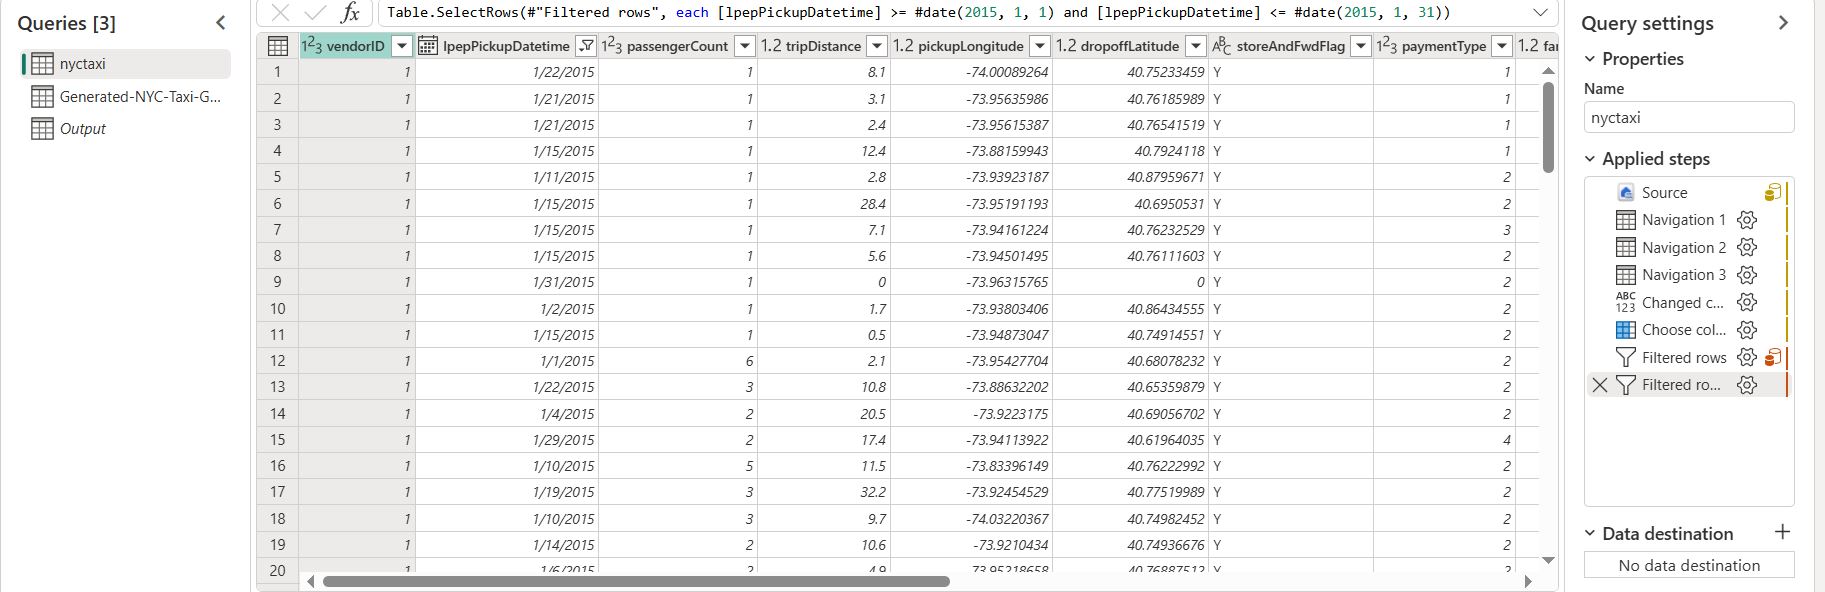 Queries [3]
nyctaxi
Generated-NYC-Taxi-G...
Output
fx
Table.SelectRows(#"Filtered rows", each [lpepPickupDatetime] >= #date(2015, 1, 1) and [lpepPickupDatetime] <= #date(2015, 1, 31))
123 vendorID lpepPickupDatetime 123 passengerCount 1.2 tripDistance 1.2 pickupLongitude 1.2 dropoffLatitude ABC storeAndFwdFlag 123 paymentType 1.2
1 1 1/22/2015 1 8.1 -74.00089264 40.75233459 Y 1
2 1 1/21/2015 1 3.1 -73.95635986 40.76185989 Y 1
3 1 1/21/2015 1 2.4 -73.95615387 40.76541519 Y 1
4 1 1/15/2015 1 12.4 -73.88159943 40.7924118 Y 1
5 1 1/11/2015 1 2.8 -73.93923187 40.87959671 Y 2
6 1 1/15/2015 1 28.4 -73.95191193 40.6950531 Y 2
7 1 1/15/2015 1 7.1 -73.94161224 40.76232529 Y 3
8 1 1/15/2015 1 5.6 -73.94501495 40.76111603 Y 2
9 1 1/31/2015 1 0 -73.96315765 0 Y 2
10 1 1/2/2015 1 1.7 -73.93803406 40.86434555 Y 2
11 1 1/15/2015 1 0.5 -73.94873047 40.74914551 Y 2
12 1 1/1/2015 6 2.1 -73.95427704 40.68078232 Y 2
13 1 1/22/2015 3 10.8 -73.88632202 40.65359879 Y 2
14 1 1/4/2015 2 20.5 -73.9223175 40.69056702 Y 2
15 1 1/29/2015 2 17.4 -73.94113922 40.61964035 Y 4
16 1 1/10/2015 5 11.5 -73.83396149 40.76222992 Y 2
17 1 1/19/2015 3 32.2 -73.92454529 40.77519989 Y 2
18 1 1/10/2015 3 9.7 -74.03220367 40.74982452 Y 2
19 1 1/14/2015 2 10.6 -73.9210434 40.74936676 Y 2
20 1 1/6/2015 2 4.9 -73.95218658 40.76887512 Y 2
Query settings
Properties
Name
nyctaxi
Applied steps
Source
Navigation 1
Navigation 2
Navigation 3
ABC
123 Changed c...
Choose col...
Filtered rows
Filtered ro...
Data destination
No data destination